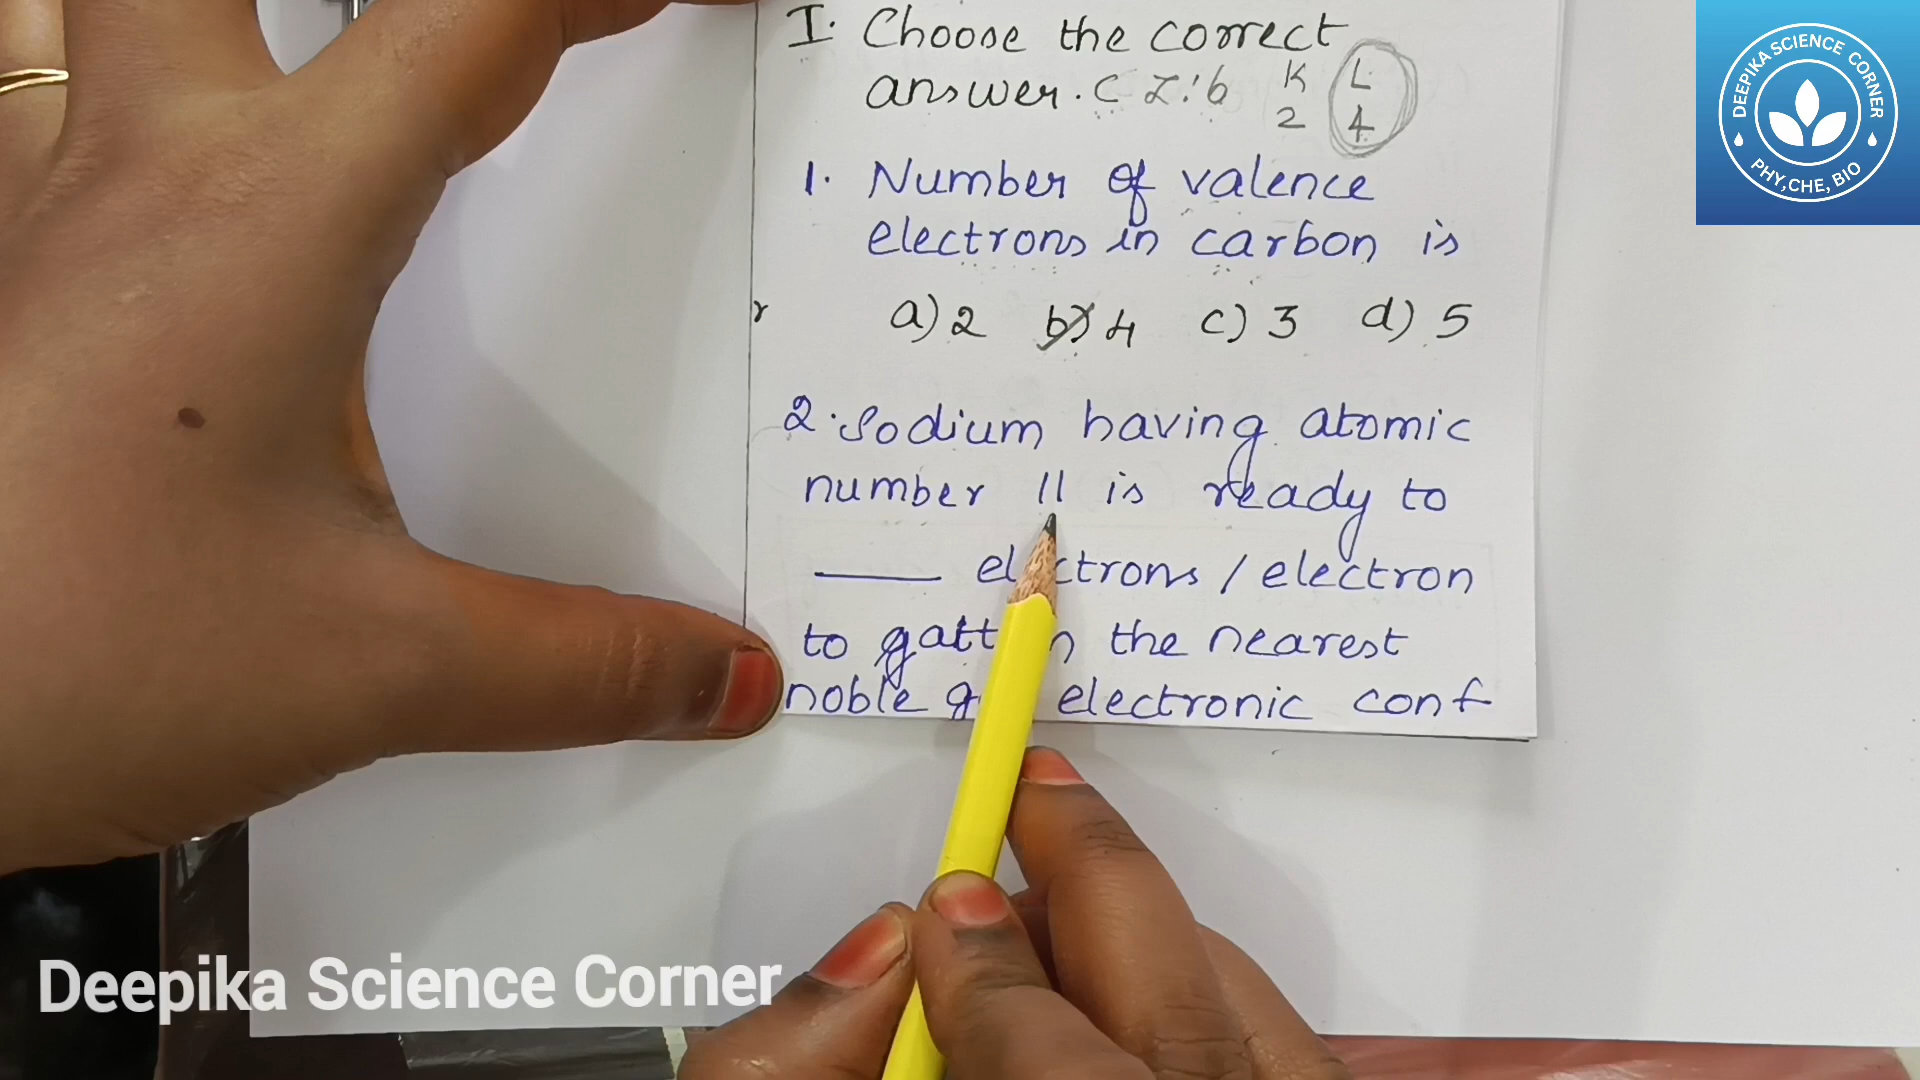 I. Choose the correct
answer. C Z:6 K L
2 4
1. Number of valence
electrons in carbon is
r
a) 2 b) 4 c) 3 d) 5
2. Sodium having atomic
number 11 is ready to
_____ / electron
to the nearest
noble electronic conf
DEEPIKA SCIENCE CORNER
PHY, CHE, BIO
Deepika Science Corner